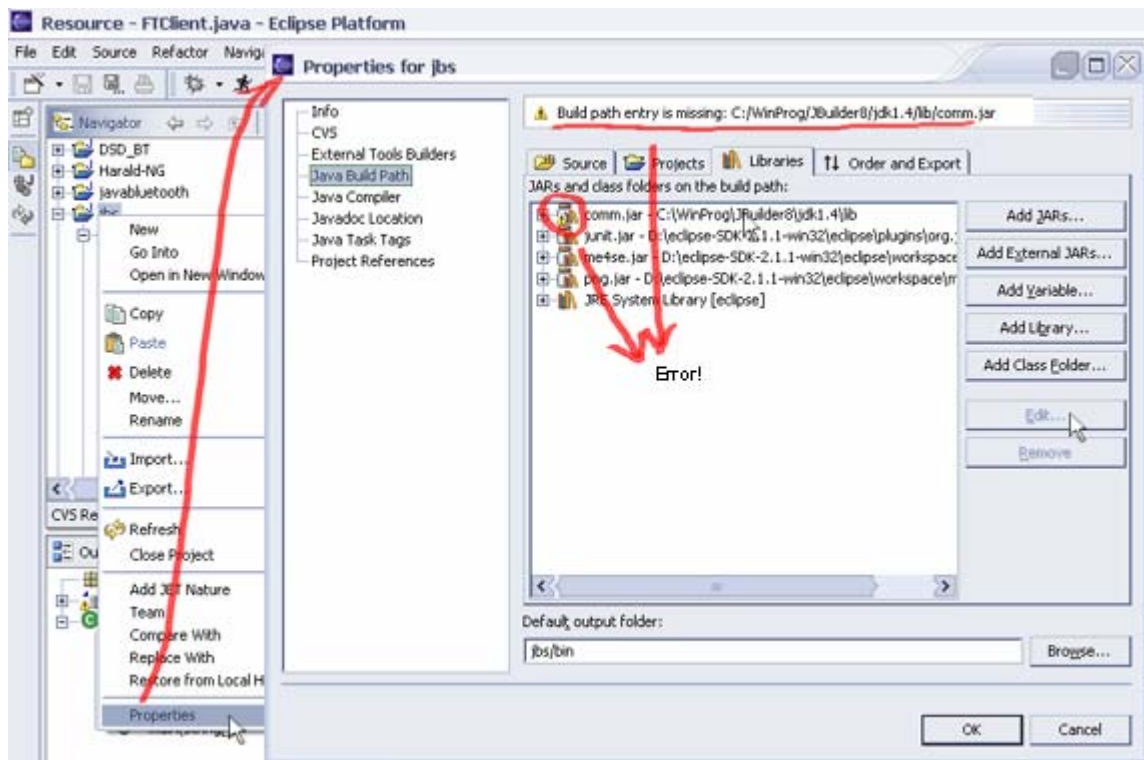 Resource - FTClient.java - Eclipse Platform
File Edit Source Refactor Naviga
Properties for jbs
Navigator
DSD_BT
Harald-NG
javabluetooth
jbs
New
Go Into
Open in New Window
Copy
Paste
Delete
Move...
Rename
Import...
Export...
Refresh
Close Project
Add JET Nature
Team
Compare With
Replace With
Restore from Local H
Properties
CVS Re
Ou
Info
CVS
External Tools Builders
Java Build Path
Java Compiler
Javadoc Location
Java Task Tags
Project References
Build path entry is missing: C:/WinProg/JBuilder8/jdk1.4/lib/comm.jar
Source Projects Libraries Order and Export
JARs and class folders on the build path:
comm.jar - C:\WinProg\JBuilder8\jdk1.4\lib
junit.jar - D:\eclipse-SDK-2.1.1-win32\eclipse\plugins\org.
me4se.jar - D:\eclipse-SDK-2.1.1-win32\eclipse\workspace
png.jar - D:\eclipse-SDK-2.1.1-win32\eclipse\workspace\m
JRE System Library [eclipse]
Error!
Add JARs...
Add External JARs...
Add Variable...
Add Library...
Add Class Folder...
Edit...
Remove
Default output folder:
jbs/bin
Browse...
OK Cancel